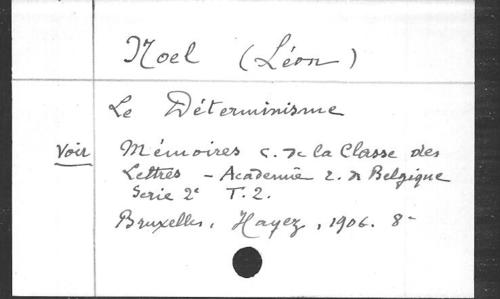 Noel (Léon)
Le Déterminisme
Voir Mémoires c. de la Classe des
Lettres - Academie r. de Belgique
Serie 2e T. 2.
Bruxelles, Hayez, 1906. 8-